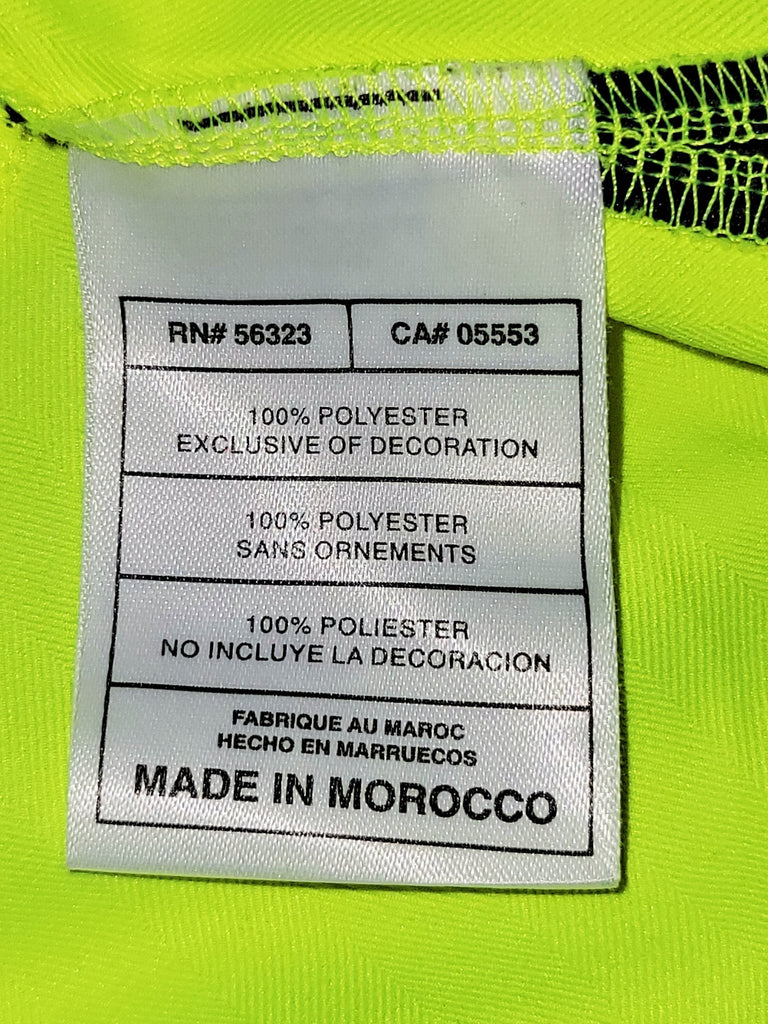 RN# 56323 CA# 05553
100% POLYESTER
EXCLUSIVE OF DECORATION
100% POLYESTER
SANS ORNEMENTS
100% POLIESTER
NO INCLUYE LA DECORACION
FABRIQUE AU MAROC
HECHO EN MARRUECOS
MADE IN MOROCCO